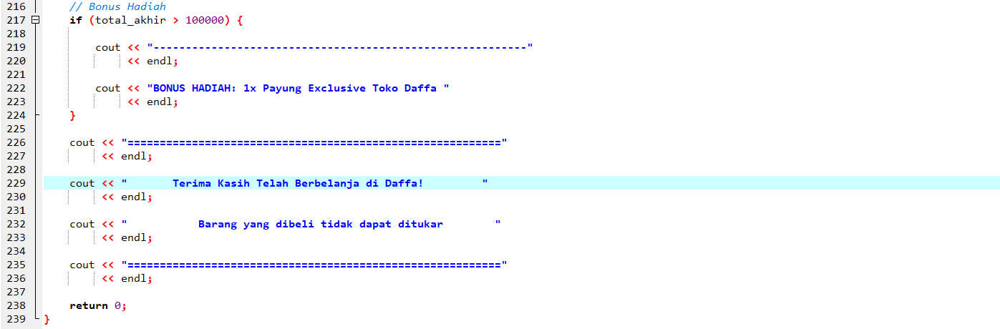 216 // Bonus Hadiah
217 if (total_akhir > 100000) {
218
219 cout << "----------------------------------------------------------"
220 << endl;
221
222 cout << "BONUS HADIAH: 1x Payung Exclusive Toko Daffa "
223 << endl;
224 }
225
226 cout << "=========================================================="
227 << endl;
228
229 cout << "       Terima Kasih Telah Berbelanja di Daffa!         "
230 << endl;
231
232 cout << "           Barang yang dibeli tidak dapat ditukar        "
233 << endl;
234
235 cout << "=========================================================="
236 << endl;
237
238 return 0;
239 }